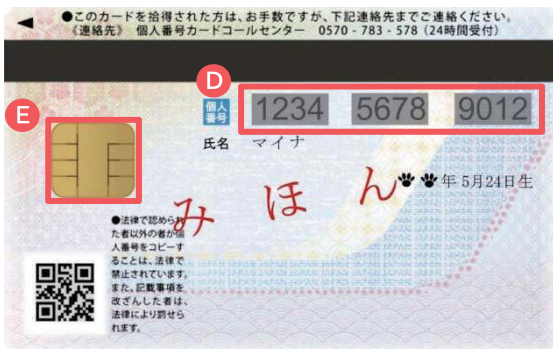 ●このカードを拾得された方は、お手数ですが、下記連絡先までご連絡ください。
《連絡先》 個人番号カードコールセンター 0570-783-578(24時間受付)
D
個人
番号
1234 5678 9012
E
氏名 マイナ
年 5月24日生
みほん
●法律で認められ
た者以外の者が個
人番号をコピーす
ることは、法律で
禁止されています。
また、記載事項を
改ざんした者は、
法律により罰せら
れます。